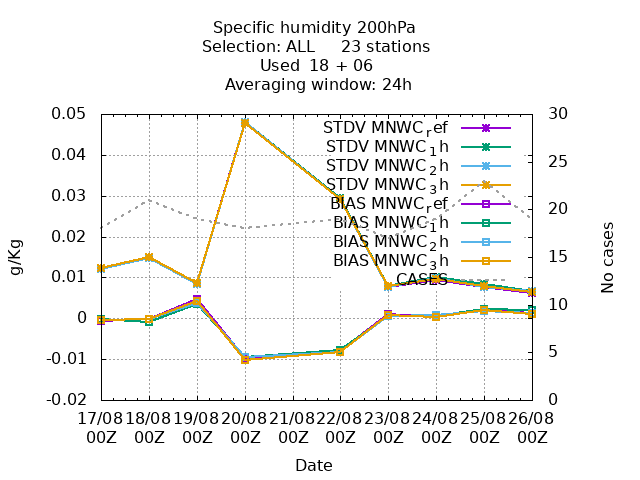 Specific humidity 200hPa
Selection: ALL     23 stations
Used  18 + 06
Averaging window: 24h
0.05
0.04
0.03
0.02
0.01
0
-0.01
-0.02
30
25
20
15
10
5
0
g/Kg
No cases
STDV MNWC_ref
STDV MNWC_1h
STDV MNWC_2h
STDV MNWC_3h
BIAS MNWC_ref
BIAS MNWC_1h
BIAS MNWC_2h
BIAS MNWC_3h
CASES
17/08 18/08 19/08 20/08 21/08 22/08 23/08 24/08 25/08 26/08
00Z 00Z 00Z 00Z 00Z 00Z 00Z 00Z 00Z 00Z
Date